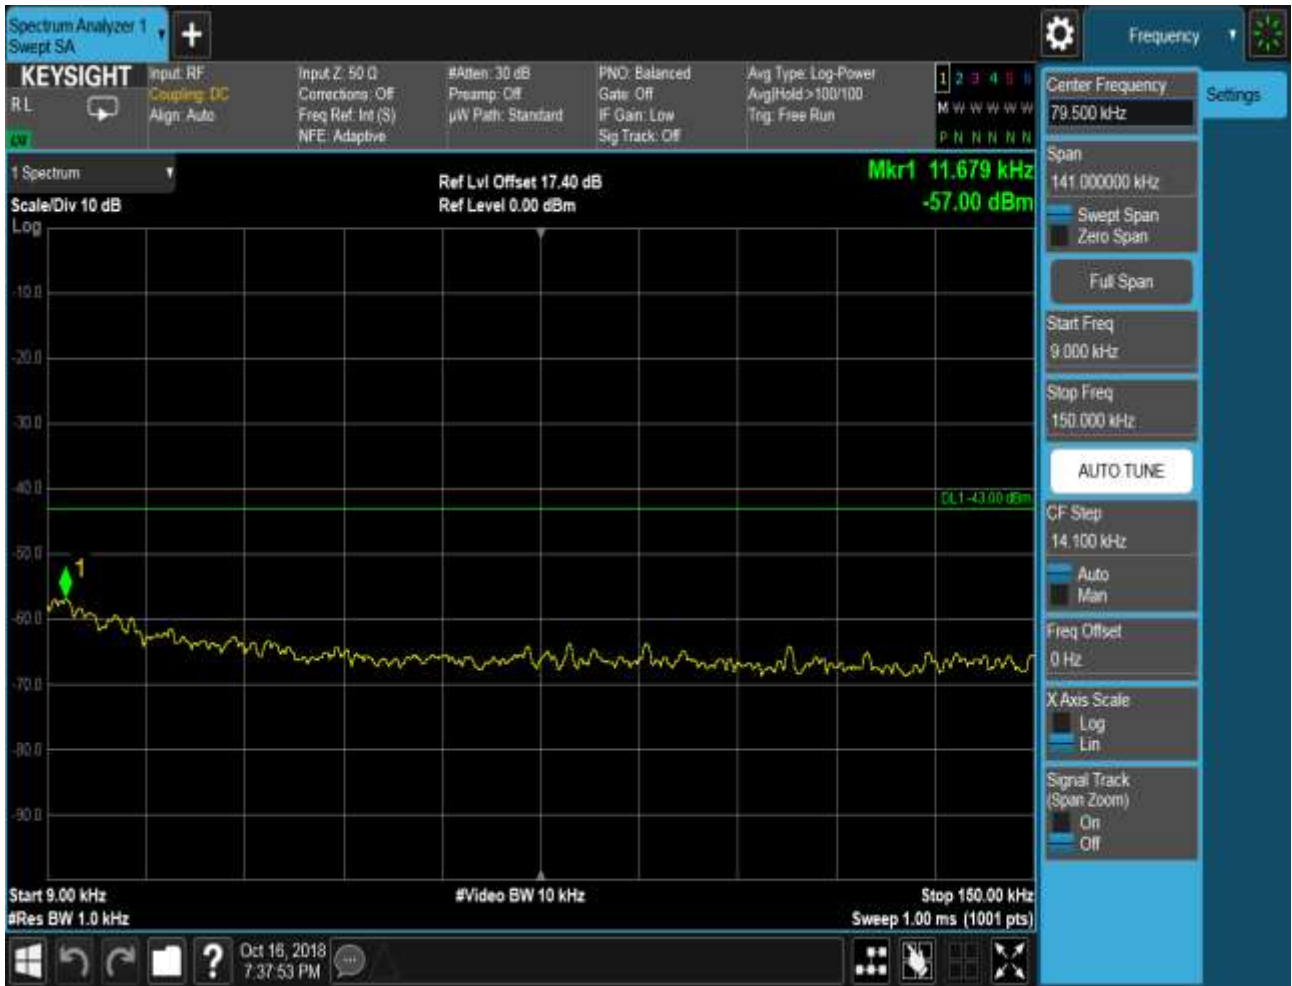 Spectrum Analyzer 1
Swept SA
Frequency
KEYSIGHT
RL
Input: RF
Coupling: DC
Align: Auto
Input Z: 50 Ω
Corrections: Off
Freq Ref: Int (S)
NFE: Adaptive
#Atten: 30 dB
Preamp: Off
µW Path: Standard
PNO: Balanced
Gate: Off
IF Gain: Low
Sig Track: Off
Avg Type: Log-Power
Avg|Hold:>100/100
Trig: Free Run
1 2 3 4 5 6
M W W W W W
P N N N N N
1 Spectrum
Scale/Div 10 dB
Log
Ref Lvl Offset 17.40 dB
Ref Level 0.00 dBm
Mkr1 11.679 kHz
-57.00 dBm
-10.0
-20.0
-30.0
-40.0
DL1 -43.00 dBm
-50.0
1
-60.0
-70.0
-80.0
-90.0
Start 9.00 kHz
#Video BW 10 kHz
Stop 150.00 kHz
#Res BW 1.0 kHz
Sweep 1.00 ms (1001 pts)
?
Oct 16, 2018
7:37:53 PM
Center Frequency
79.500 kHz
Settings
Span
141.000000 kHz
Swept Span
Zero Span
Full Span
Start Freq
9.000 kHz
Stop Freq
150.000 kHz
AUTO TUNE
CF Step
14.100 kHz
Auto
Man
Freq Offset
0 Hz
X Axis Scale
Log
Lin
Signal Track
(Span Zoom)
On
Off